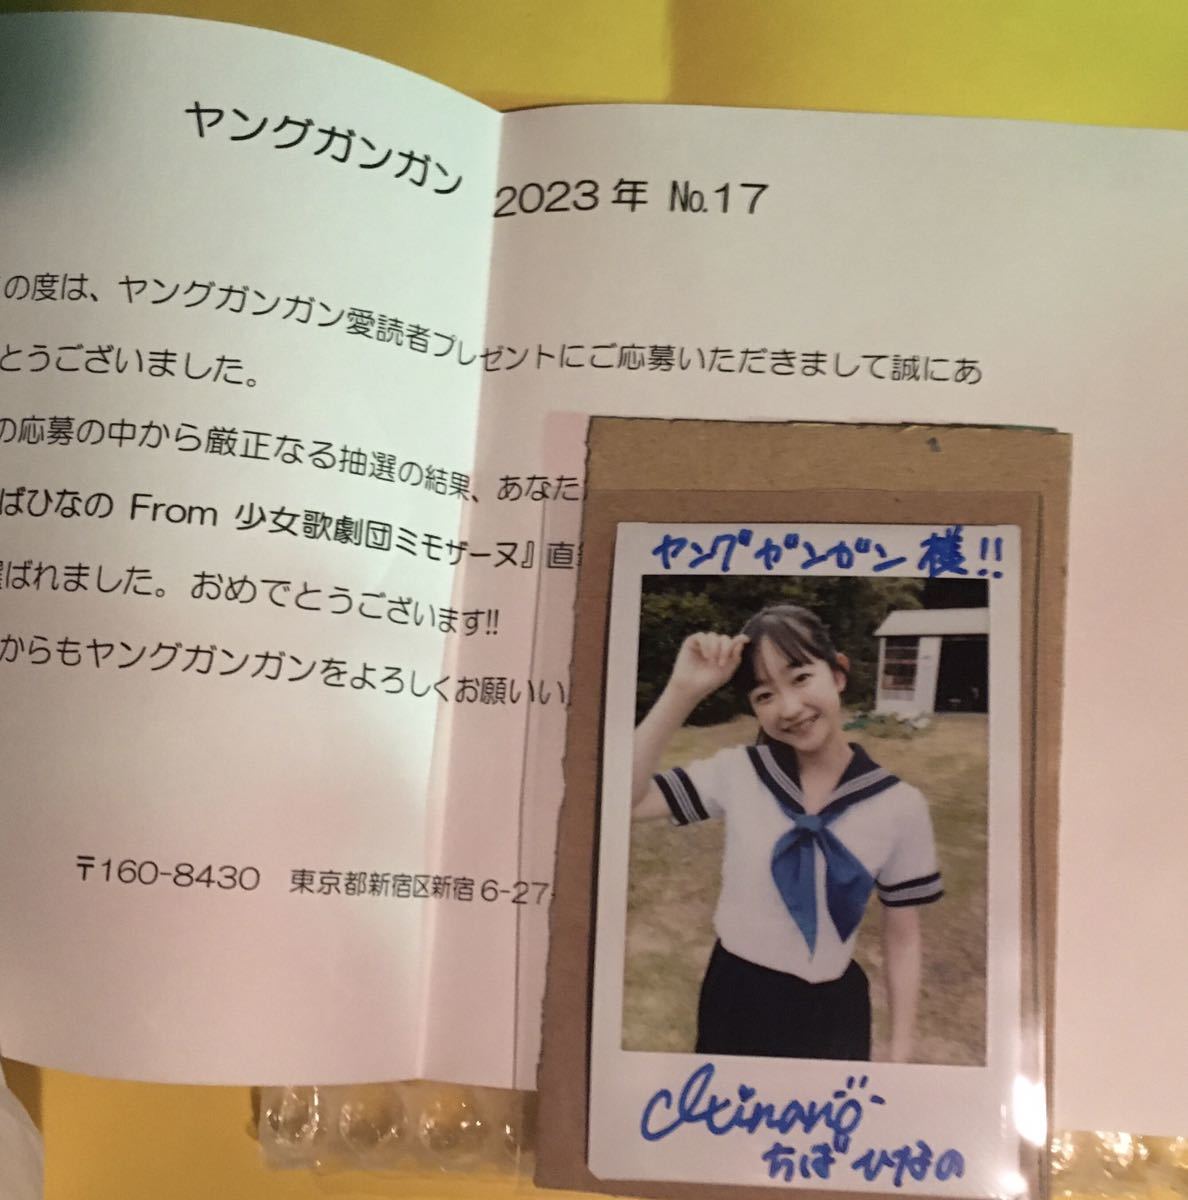 ヤングガンガン 2023年 №17
の度は、ヤングガンガン愛読者プレゼントにご応募いただきまして誠にあ
とうございました。
の応募の中から厳正なる抽選の結果、あなた
ばひなの From 少女歌劇団ミモザーヌ』直筆
選ばれました。おめでとうございます!!
からもヤングガンガンをよろしくお願いい
〒160-8430 東京都新宿区新宿6-27-
ヤングガンガン 様!!
ちばひなの